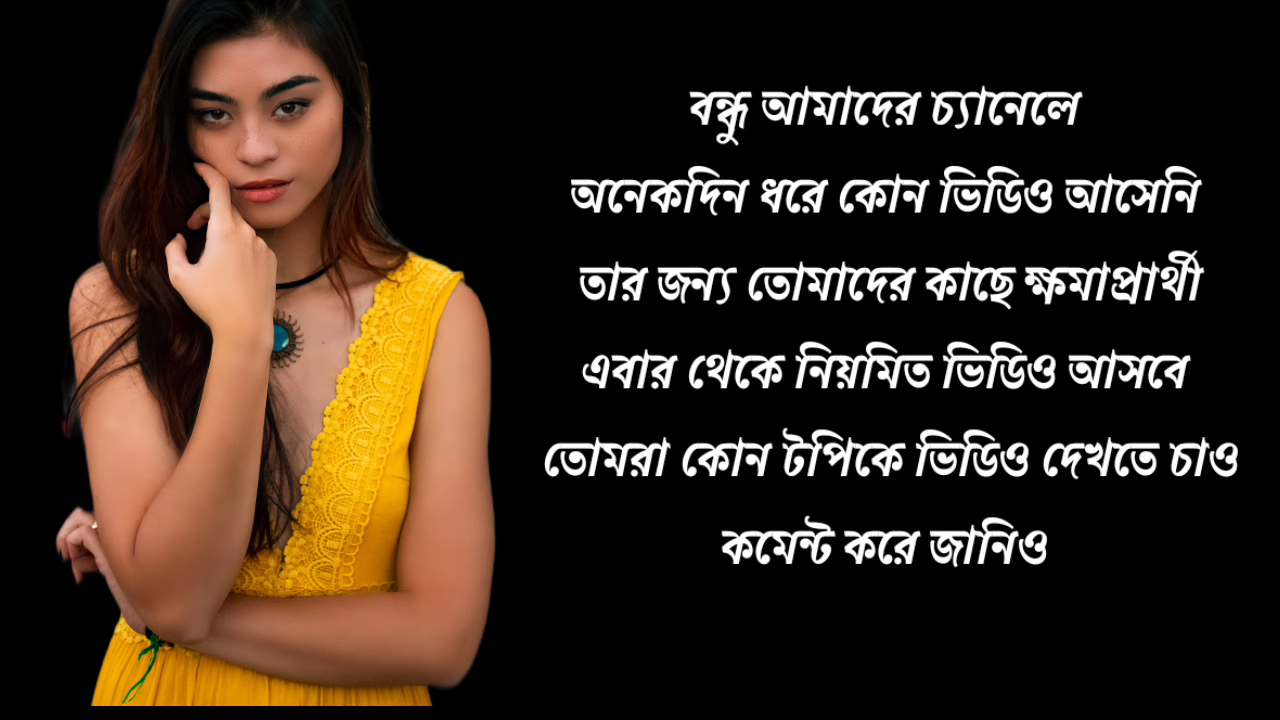 বন্ধু আমাদের চ্যানেলে
অনেকদিন ধরে কোন ভিডিও আসেনি
তার জন্য তোমাদের কাছে ক্ষমাপ্রার্থী
এবার থেকে নিয়মিত ভিডিও আসবে
তোমরা কোন টপিকে ভিডিও দেখতে চাও
কমেন্ট করে জানিও